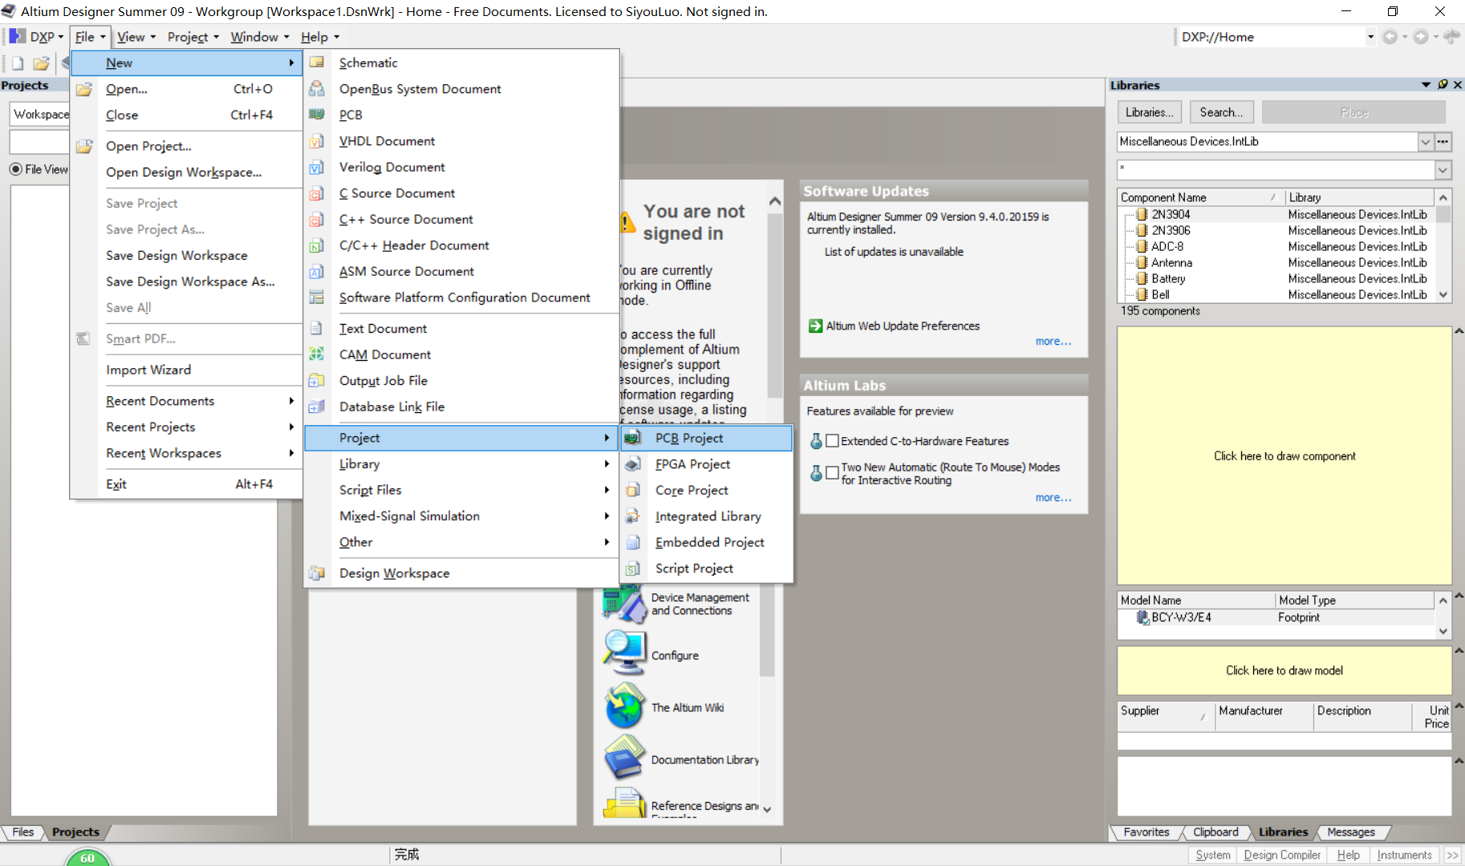 Altium Designer Summer 09 - Workgroup [Workspace1.DsnWrk] - Home - Free Documents. Licensed to SiyouLuo. Not signed in.
DXP File View Project Window Help
DXP://Home
Projects
Workspace
File View
New
Open... Ctrl+O
Close Ctrl+F4
Open Project...
Open Design Workspace...
Save Project
Save Project As...
Save Design Workspace
Save Design Workspace As...
Save All
Smart PDF...
Import Wizard
Recent Documents
Recent Projects
Recent Workspaces
Exit Alt+F4
Schematic
OpenBus System Document
PCB
VHDL Document
Verilog Document
C Source Document
C++ Source Document
C/C++ Header Document
ASM Source Document
Software Platform Configuration Document
Text Document
CAM Document
Output Job File
Database Link File
Project
Library
Script Files
Mixed-Signal Simulation
Other
Design Workspace
PCB Project
FPGA Project
Core Project
Integrated Library
Embedded Project
Script Project
You are not
signed in
You are currently
working in Offline
mode.
To access the full
complement of Altium
Designer's support
resources, including
information regarding
license usage, a listing
Device Management
and Connections
Configure
The Altium Wiki
Documentation Library
Reference Designs and
Software Updates
Altium Designer Summer 09 Version 9.4.0.20159 is
currently installed.
List of updates is unavailable
Altium Web Update Preferences
more...
Altium Labs
Features available for preview
Extended C-to-Hardware Features
Two New Automatic (Route To Mouse) Modes
for Interactive Routing
more...
Libraries
Libraries... Search... Place
Miscellaneous Devices.IntLib
*
Component Name Library
2N3904 Miscellaneous Devices.IntLib
2N3906 Miscellaneous Devices.IntLib
ADC-8 Miscellaneous Devices.IntLib
Antenna Miscellaneous Devices.IntLib
Battery Miscellaneous Devices.IntLib
Bell Miscellaneous Devices.IntLib
195 components
Click here to draw component
Model Name Model Type
BCY-W3/E4 Footprint
Click here to draw model
Supplier Manufacturer Description Unit
Price
Files Projects
Favorites Clipboard Libraries Messages
60
完成
System Design Compiler Help Instruments >>